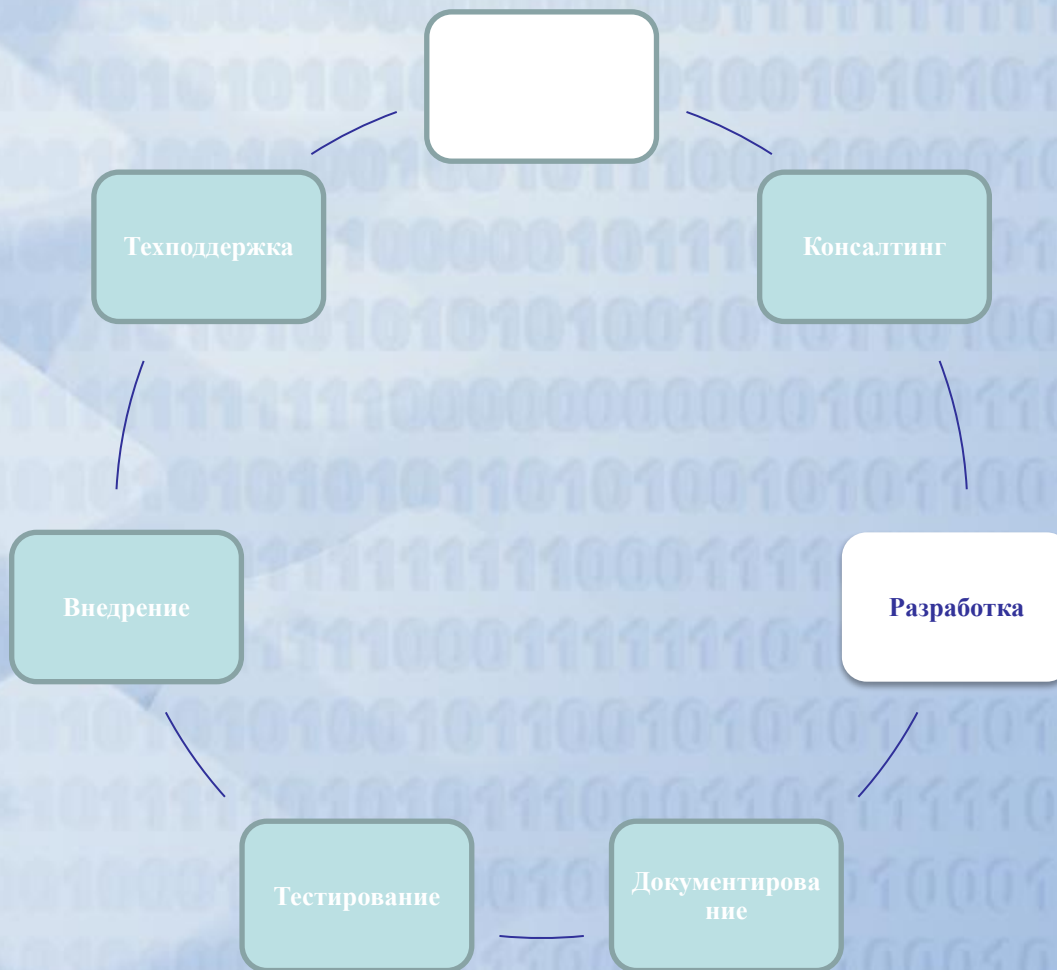 Техподдержка
Консалтинг
Внедрение
Разработка
Тестирование
Документирова
ние